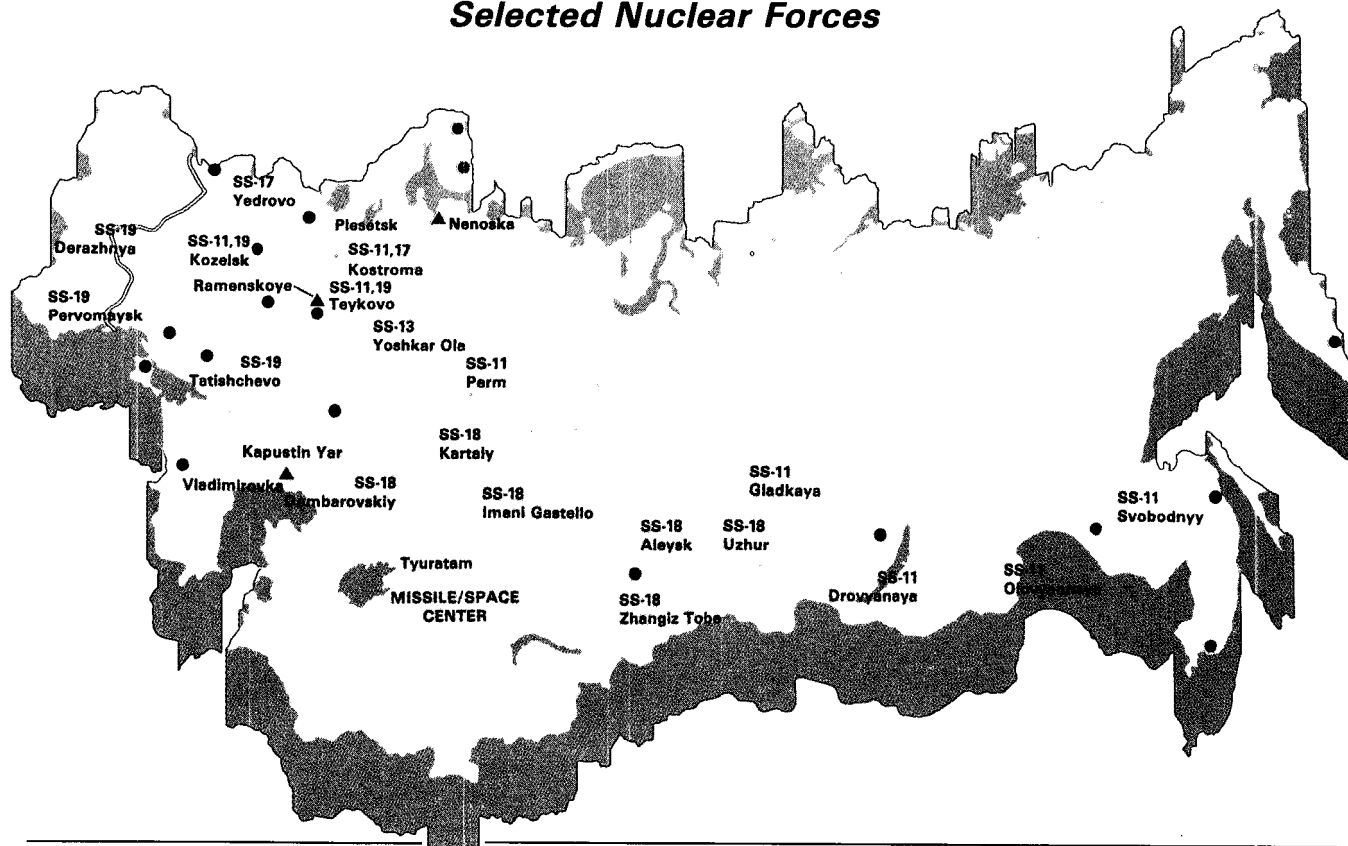 Selected Nuclear Forces
SS-17
Yedrovo
Plesetsk
Nenoska
SS-19
Derazhnya
SS-11,19
Kozelsk
SS-11,17
Kostroma
Ramenskoye
SS-11,19
Teykovo
SS-19
Pervomaysk
SS-13
Yoshkar Ola
SS-19
Tatishchevo
SS-11
Perm
SS-18
Kartaly
Kapustin Yar
Vladimirovka
SS-18
Dombarovskiy
SS-18
Imeni Gastello
SS-11
Gladkaya
SS-11
Svobodnyy
SS-18
Aleysk
SS-18
Uzhur
Tyuratam
MISSILE/SPACE
CENTER
SS-18
Zhangiz Tobe
SS-11
Drovyanaya
SS-11